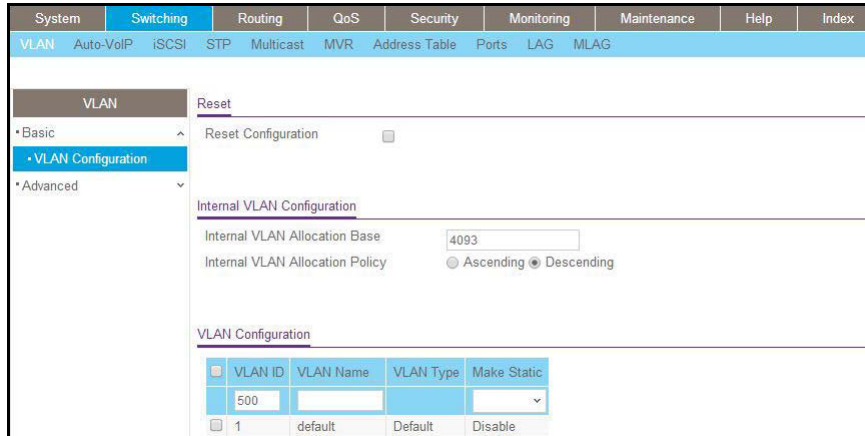 System Switching Routing QoS Security Monitoring Maintenance Help Index
VLAN Auto-VoIP iSCSI STP Multicast MVR Address Table Ports LAG MLAG
VLAN
Basic
VLAN Configuration
Advanced
Reset
Reset Configuration
Internal VLAN Configuration
Internal VLAN Allocation Base 4093
Internal VLAN Allocation Policy Ascending Descending
VLAN Configuration
VLAN ID VLAN Name VLAN Type Make Static
500
1 default Default Disable